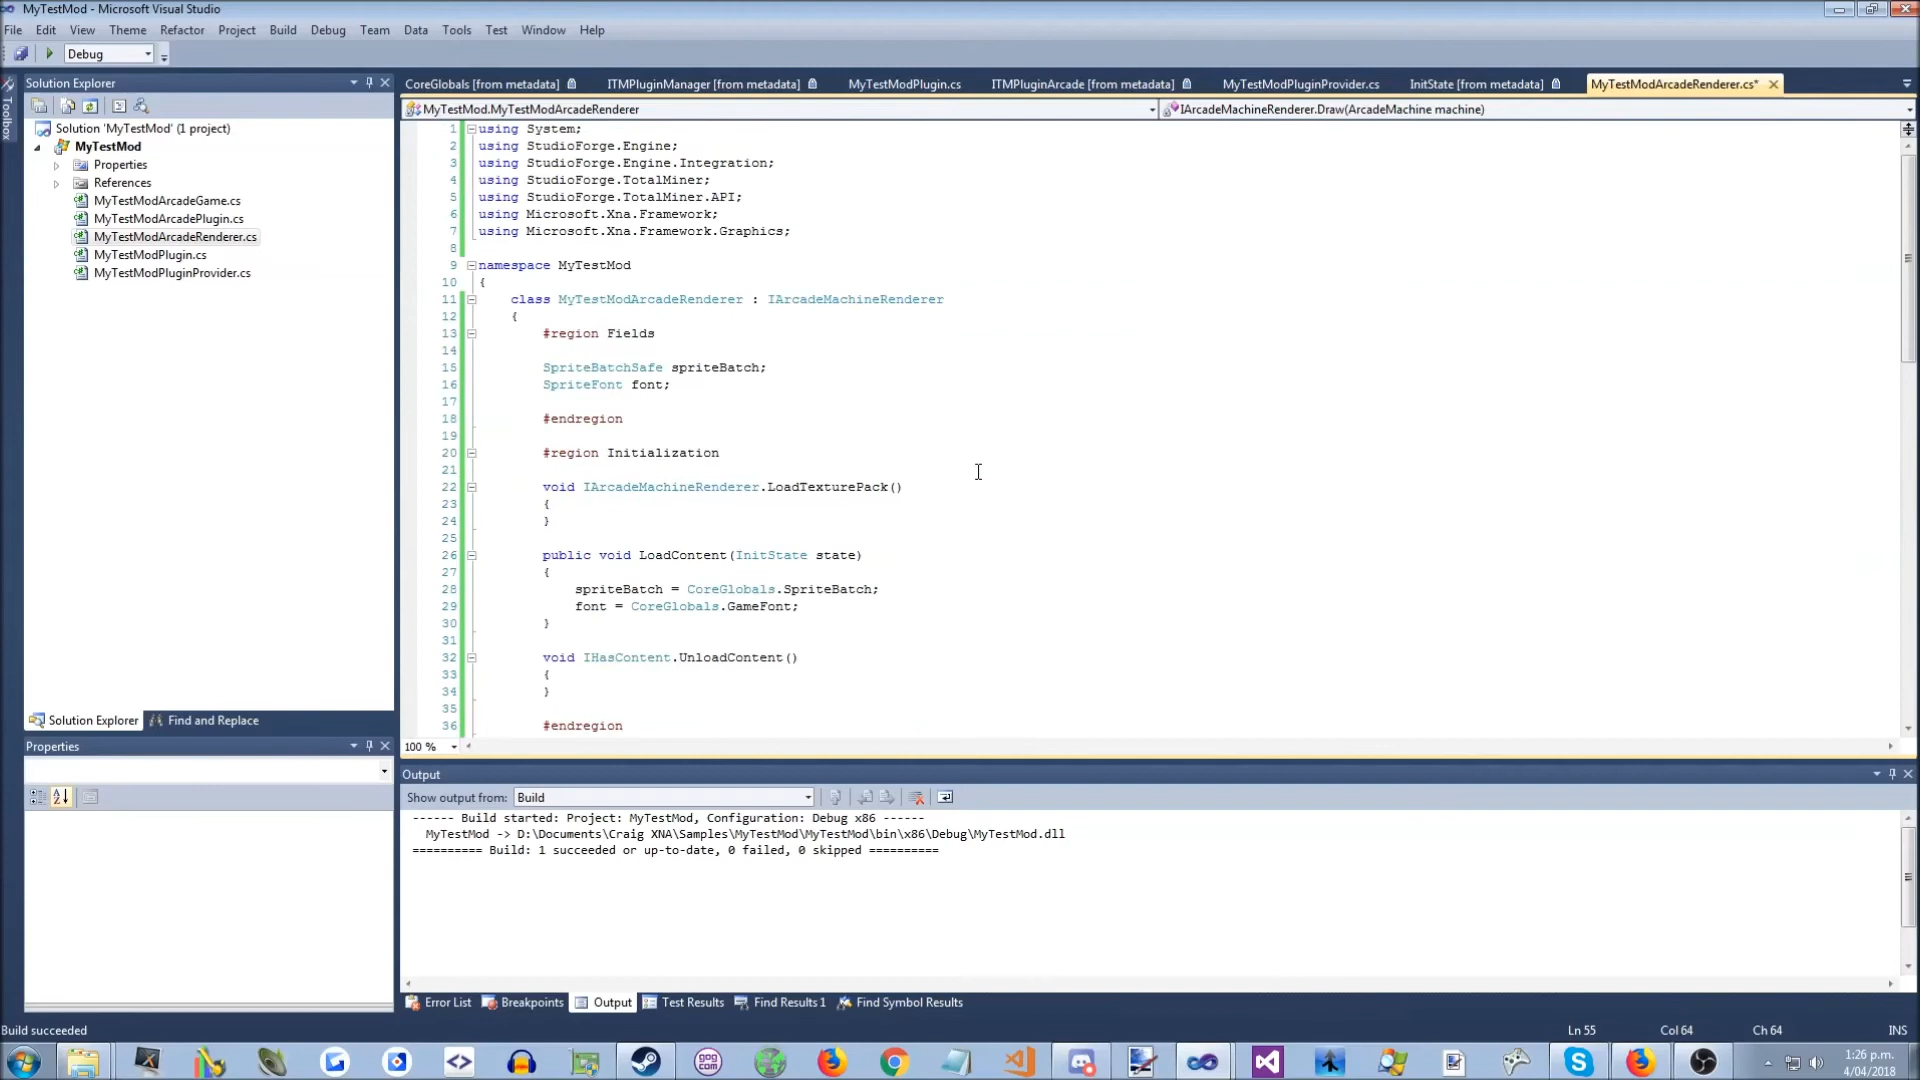 MyTestMod - Microsoft Visual Studio
File Edit View Theme Refactor Project Build Debug Team Data Tools Test Window Help
Debug
Toolbox
Solution Explorer
Solution 'MyTestMod' (1 project)
MyTestMod
Properties
References
MyTestModArcadeGame.cs
MyTestModArcadePlugin.cs
MyTestModArcadeRenderer.cs
MyTestModPlugin.cs
MyTestModPluginProvider.cs
Solution Explorer Find and Replace
Properties
CoreGlobals [from metadata] ITMPluginManager [from metadata] MyTestModPlugin.cs ITMPluginArcade [from metadata] MyTestModPluginProvider.cs InitState [from metadata] MyTestModArcadeRenderer.cs*
MyTestMod.MyTestModArcadeRenderer IArcadeMachineRenderer.Draw(ArcadeMachine machine)
1 using System;
2 using StudioForge.Engine;
3 using StudioForge.Engine.Integration;
4 using StudioForge.TotalMiner;
5 using StudioForge.TotalMiner.API;
6 using Microsoft.Xna.Framework;
7 using Microsoft.Xna.Framework.Graphics;
8
9 namespace MyTestMod
10 {
11 class MyTestModArcadeRenderer : IArcadeMachineRenderer
12 {
13 #region Fields
14
15 SpriteBatchSafe spriteBatch;
16 SpriteFont font;
17
18 #endregion
19
20 #region Initialization
21
22 void IArcadeMachineRenderer.LoadTexturePack()
23 {
24 }
25
26 public void LoadContent(InitState state)
27 {
28 spriteBatch = CoreGlobals.SpriteBatch;
29 font = CoreGlobals.GameFont;
30 }
31
32 void IHasContent.UnloadContent()
33 {
34 }
35
36 #endregion
100 %
Output
Show output from: Build
------ Build started: Project: MyTestMod, Configuration: Debug x86 ------
MyTestMod -> D:\Documents\Craig XNA\Samples\MyTestMod\MyTestMod\bin\x86\Debug\MyTestMod.dll
========== Build: 1 succeeded or up-to-date, 0 failed, 0 skipped ==========
Error List Breakpoints Output Test Results Find Results 1 Find Symbol Results
Build succeeded Ln 55 Col 64 Ch 64 INS
1:26 p.m.
4/04/2018